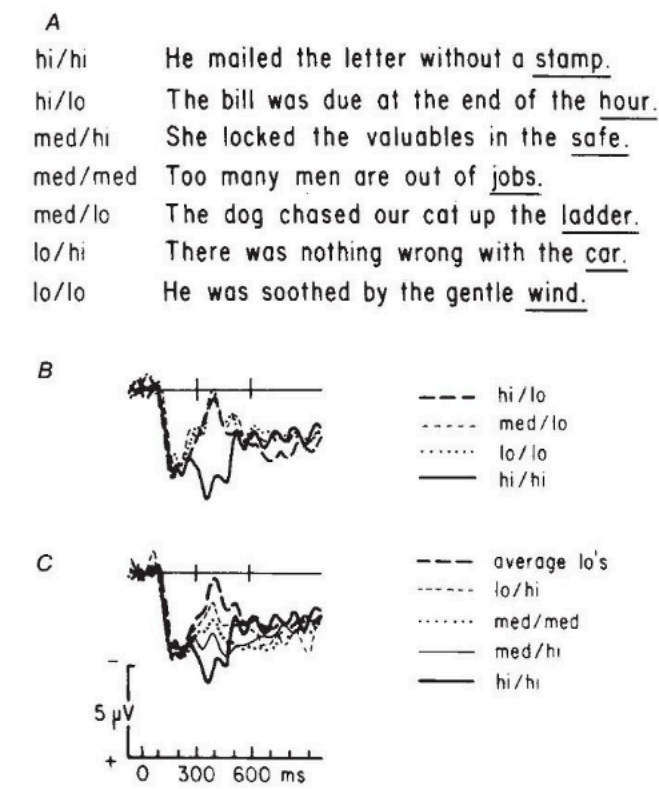 A
hi/hi He mailed the letter without a stamp.
hi/lo The bill was due at the end of the hour.
med/hi She locked the valuables in the safe.
med/med Too many men are out of jobs.
med/lo The dog chased our cat up the ladder.
lo/hi There was nothing wrong with the car.
lo/lo He was soothed by the gentle wind.
B
hi/lo
med/lo
lo/lo
hi/hi
C
average lo's
lo/hi
med/med
med/hi
hi/hi
−
5 µV
+
0 300 600 ms